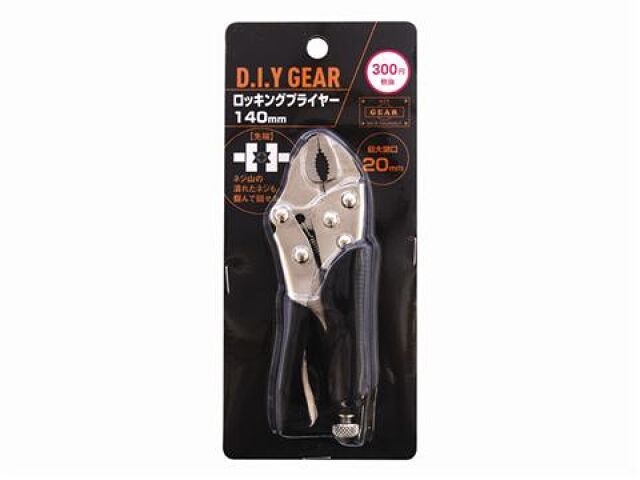 D.I.Y GEAR
ロッキングプライヤー
140mm
300円
税抜
GEAR
【先端】
ネジ山の
潰れたネジも
掴んで回せる
最大開口
20mm